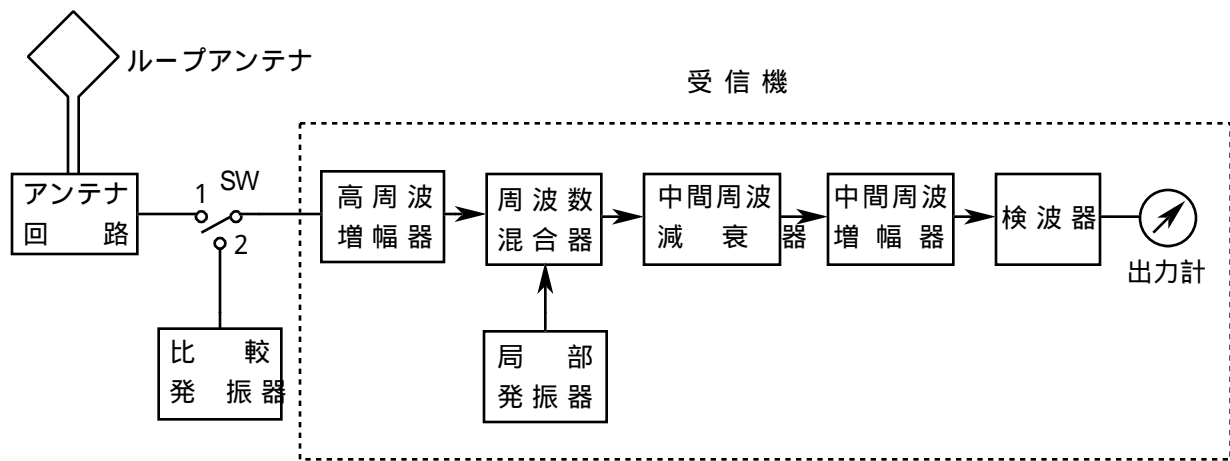 ループアンテナ
受信機
アンテナ
回路
1
SW
2
高周波
増幅器
周波数
混合器
中間周波
減衰器
中間周波
増幅器
検波器
出力計
比較
発振器
局部
発振器